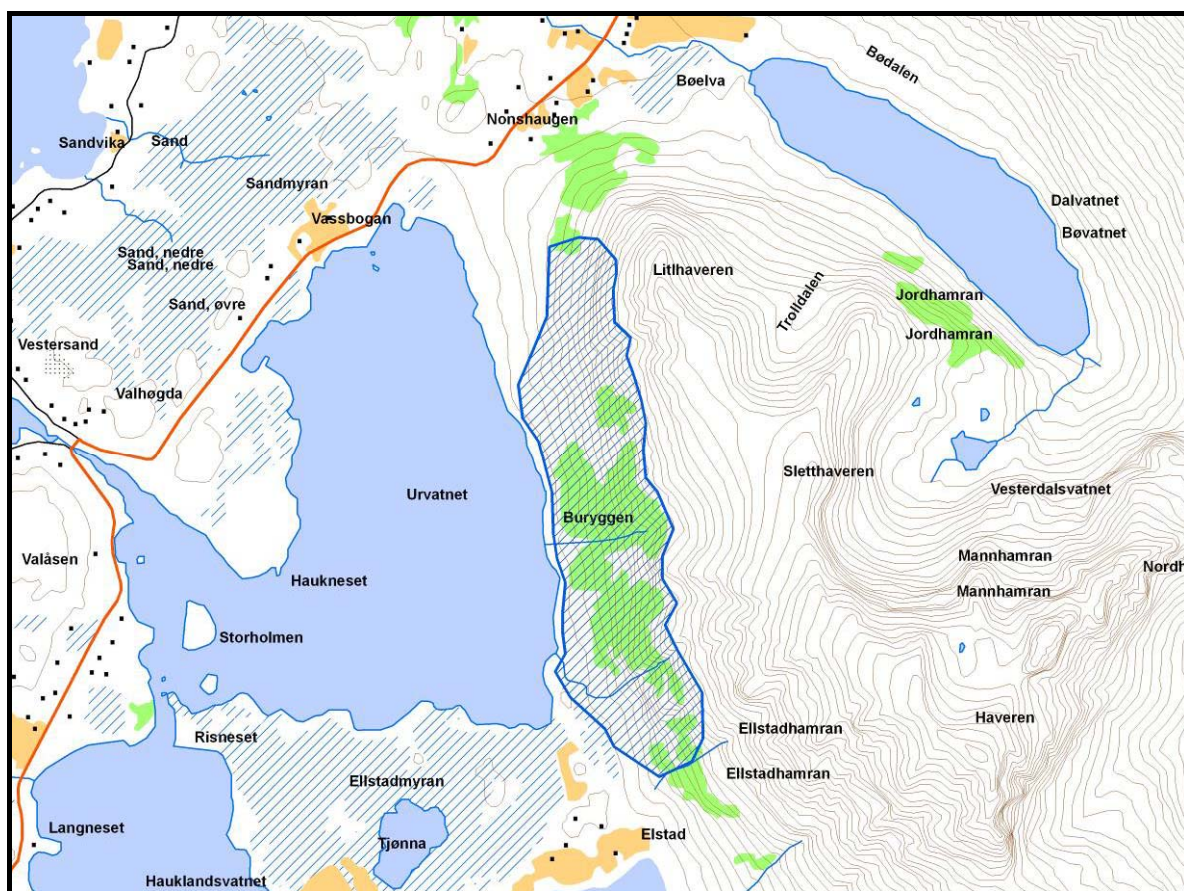 Bødalen
Bøelva
Nonshaugen
Sandvika
Sand
Sandmyran
Dalvatnet
Vassbogan
Bøvatnet
Sand, nedre
Sand, nedre
Litlhaveren
Trolldalen
Jordhamran
Sand, øvre
Jordhamran
Vestersand
Valhøgda
Sletthaveren
Urvatnet
Vesterdalsvatnet
Buryggen
Valåsen
Mannhamran
Nordh
Haukneset
Mannhamran
Storholmen
Haveren
Risneset
Ellstadhamran
Ellstadmyran
Ellstadhamran
Langneset
Tjønna
Elstad
Hauklandsvatnet